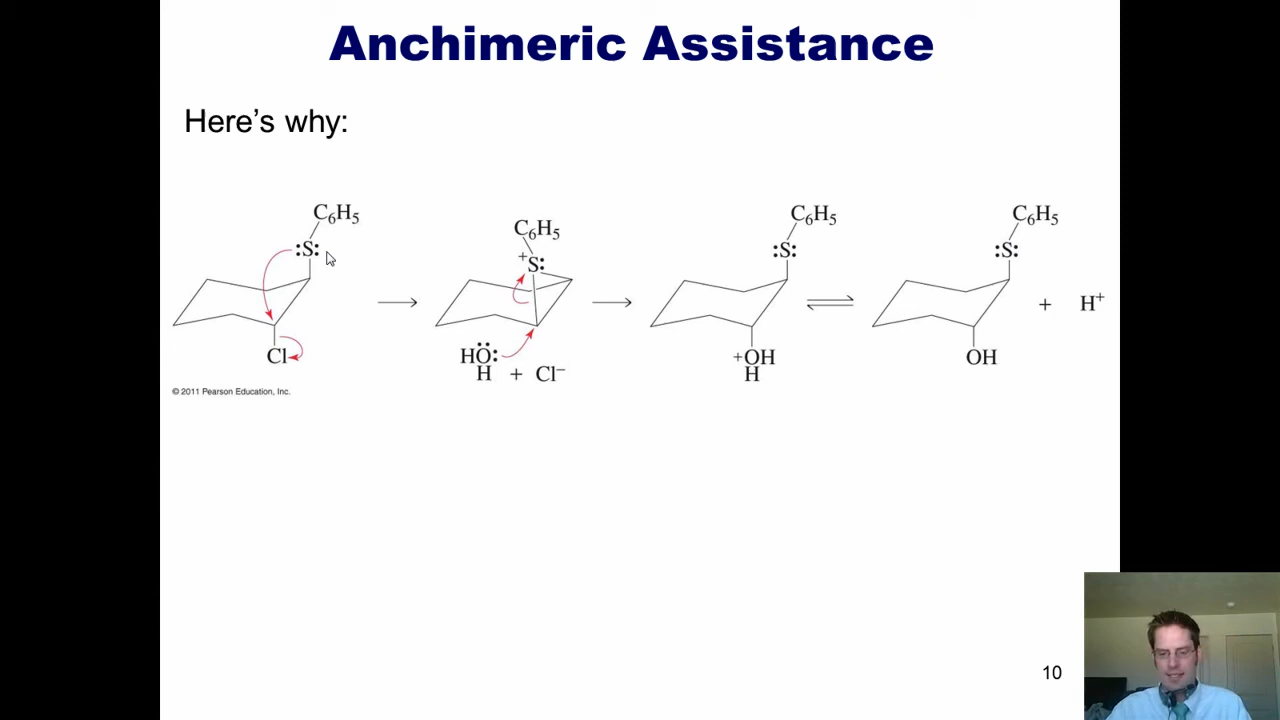 Anchimeric Assistance
Here's why:
C₆H₅
:S:
Cl
C₆H₅
+S:
HÖ:
H + Cl⁻
C₆H₅
:S:
+OH
H
C₆H₅
:S:
OH
+ H⁺
© 2011 Pearson Education, Inc.
10